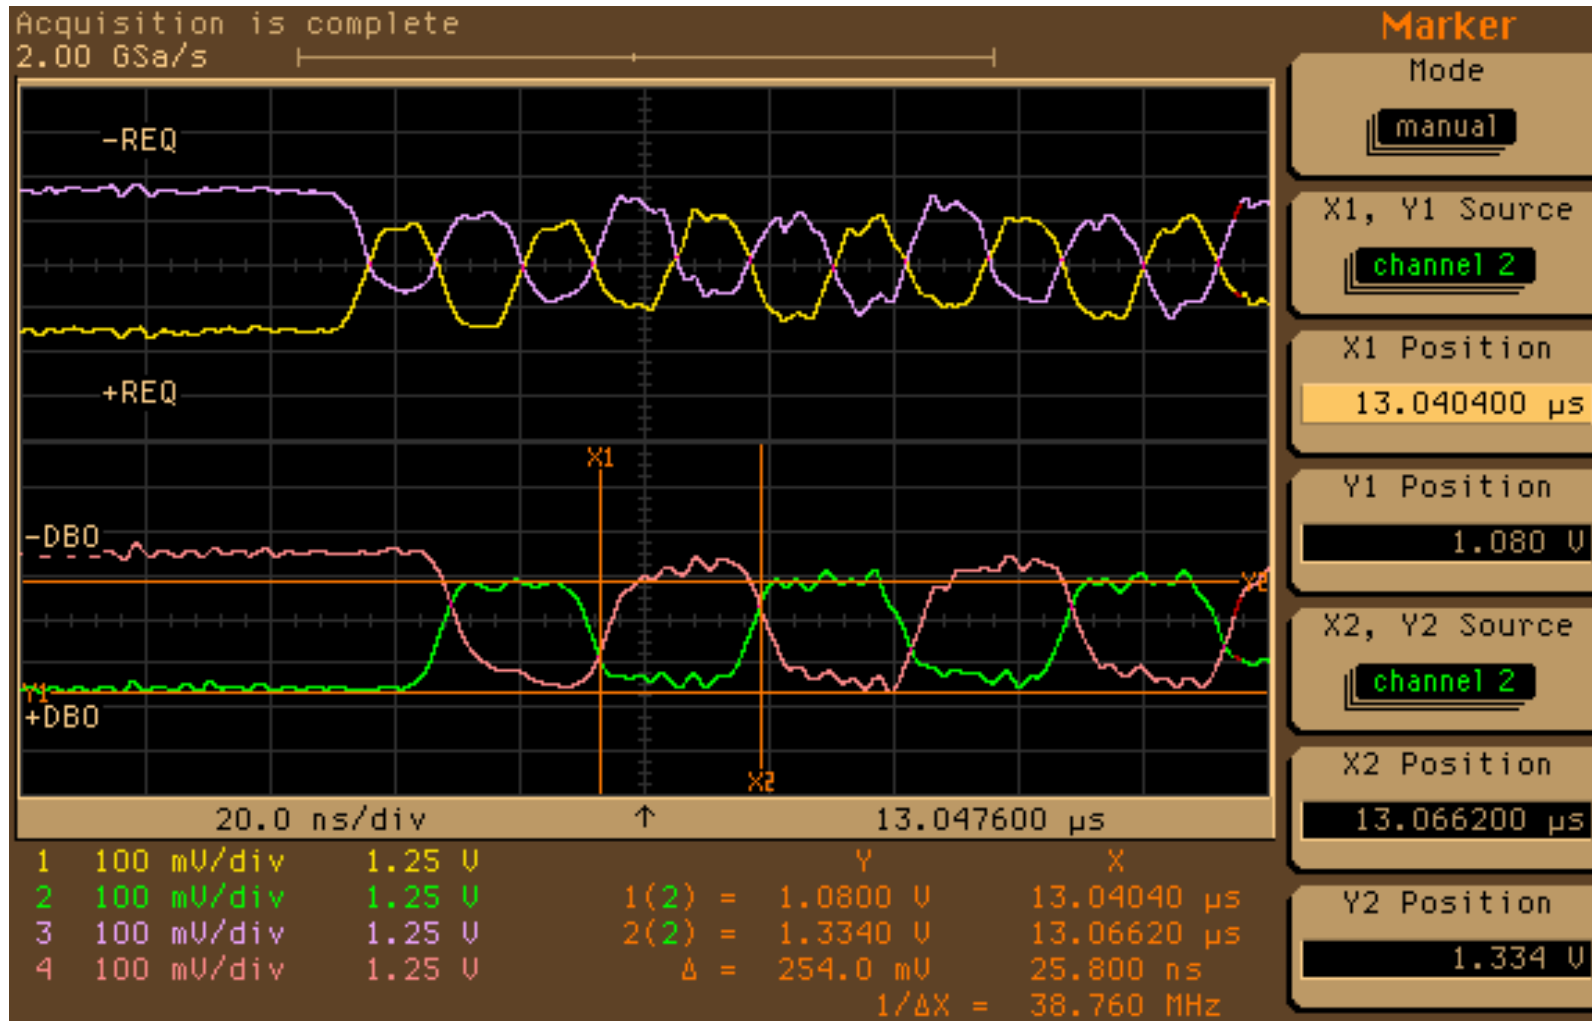 Acquisition is complete
2.00 GSa/s
-REQ
+REQ
X1
-DB0
Y1
+DB0
X2
20.0 ns/div ↑ 13.047600 µs
1 100 mV/div 1.25 V
2 100 mV/div 1.25 V
3 100 mV/div 1.25 V
4 100 mV/div 1.25 V
Y X
1(2) = 1.0800 V 13.04040 µs
2(2) = 1.3340 V 13.06620 µs
Δ = 254.0 mV 25.800 ns
1/ΔX = 38.760 MHz
Marker
Mode
manual
X1, Y1 Source
channel 2
X1 Position
13.040400 µs
Y1 Position
1.080 V
X2, Y2 Source
channel 2
X2 Position
13.066200 µs
Y2 Position
1.334 V